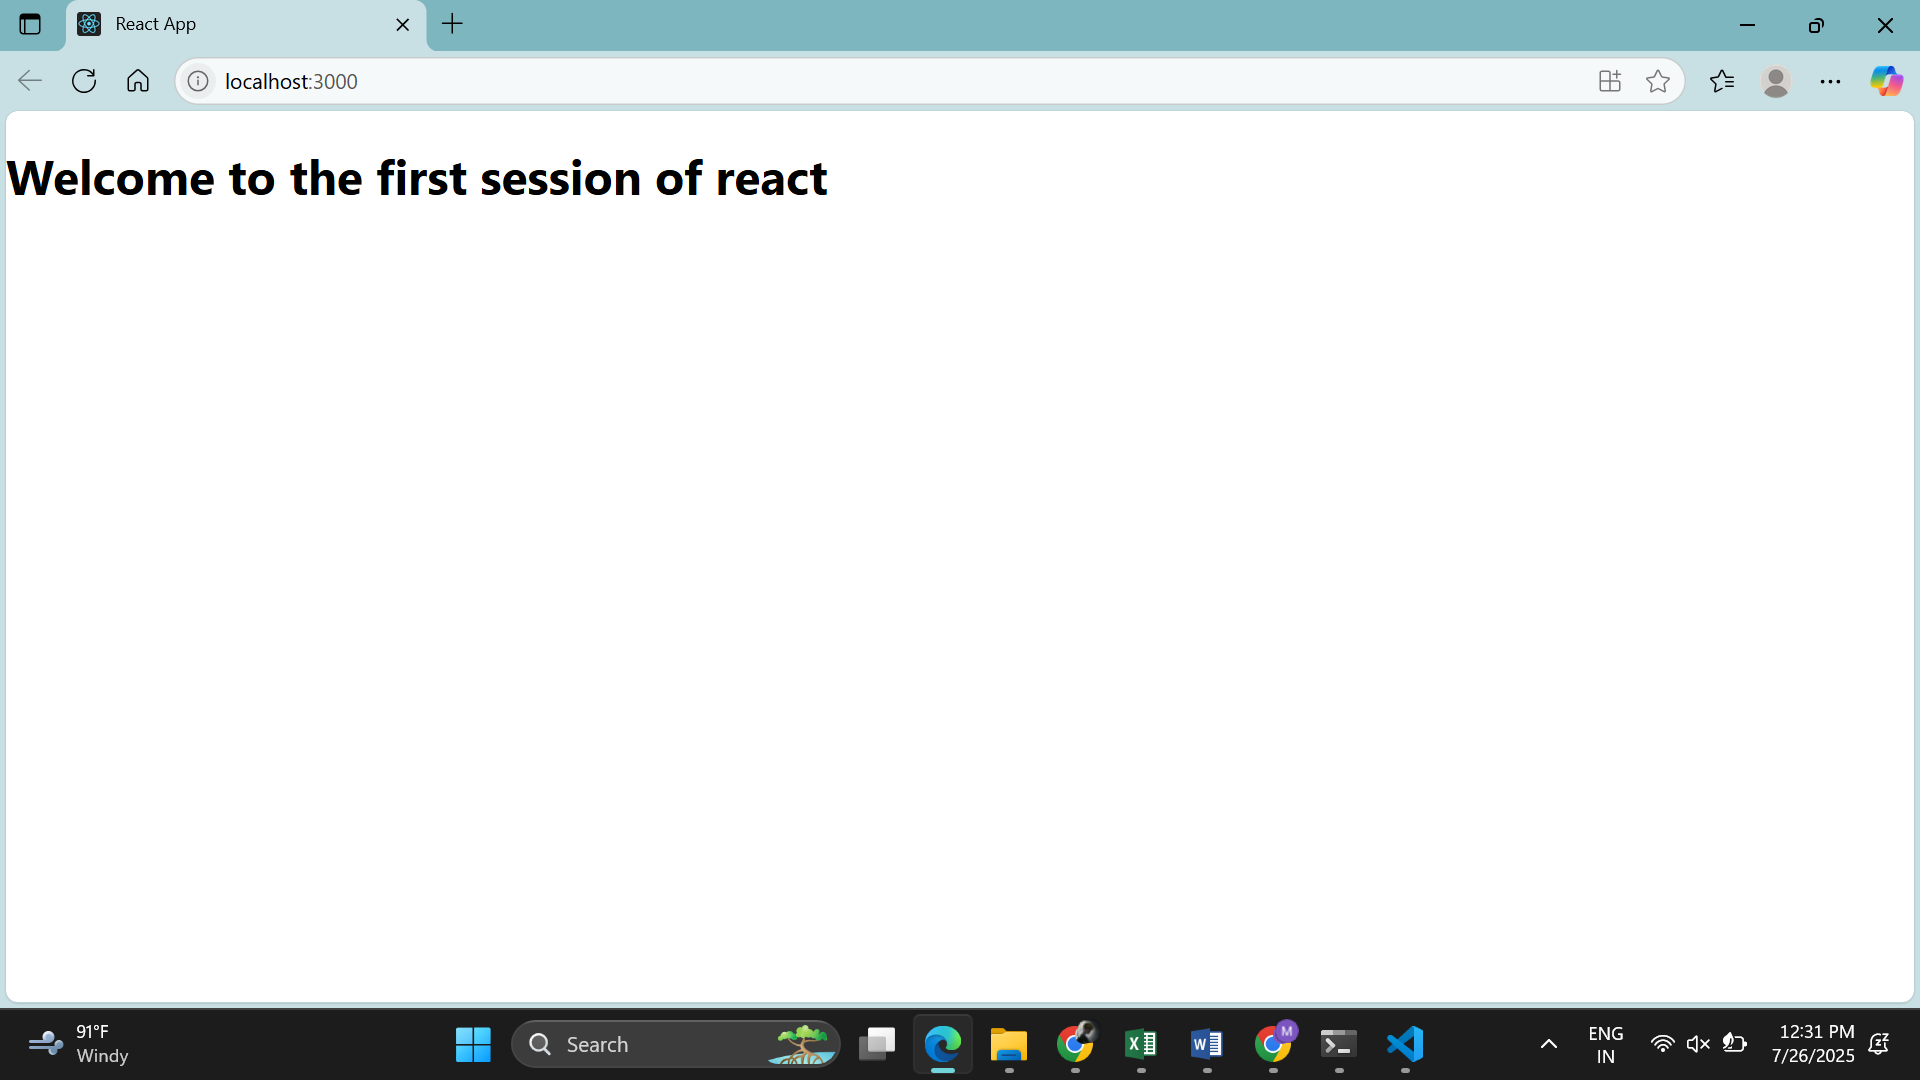 React App
localhost:3000
Welcome to the first session of react
91°F
Windy
Search
M
ENG
IN
12:31 PM
7/26/2025